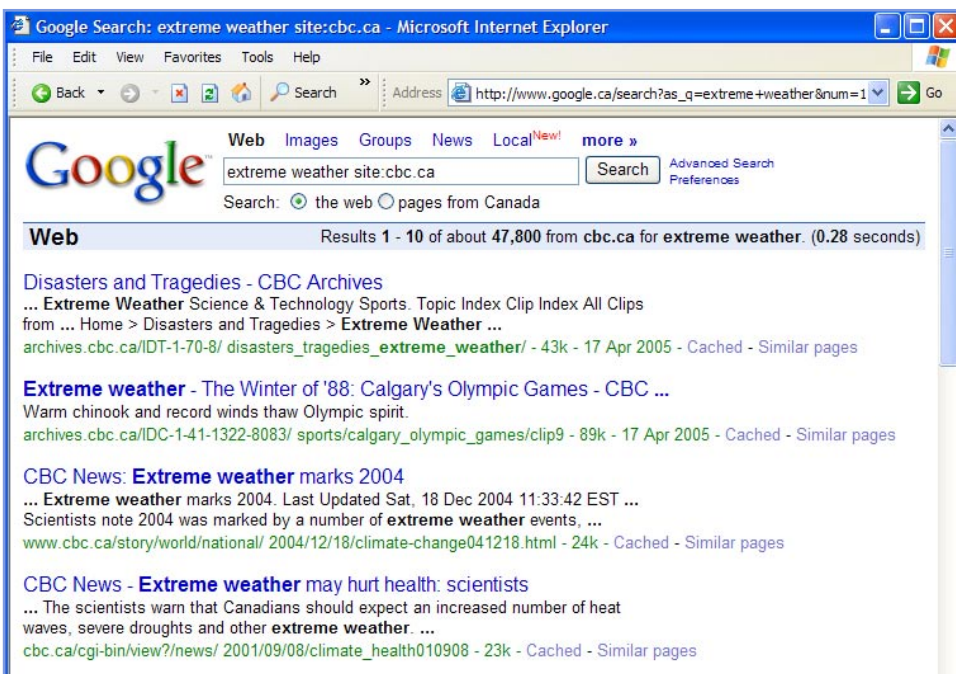 Google Search: extreme weather site:cbc.ca - Microsoft Internet Explorer
File Edit View Favorites Tools Help
Back Search » Address http://www.google.ca/search?as_q=extreme+weather&num=1 Go
Web Images Groups News Local New! more »
Google™
extreme weather site:cbc.ca Search Advanced Search
Preferences
Search: the web pages from Canada
Web Results 1 - 10 of about 47,800 from cbc.ca for extreme weather. (0.28 seconds)
Disasters and Tragedies - CBC Archives
... Extreme Weather Science & Technology Sports. Topic Index Clip Index All Clips
from ... Home > Disasters and Tragedies > Extreme Weather ...
archives.cbc.ca/IDT-1-70-8/ disasters_tragedies_extreme_weather/ - 43k - 17 Apr 2005 - Cached - Similar pages
Extreme weather - The Winter of '88: Calgary's Olympic Games - CBC ...
Warm chinook and record winds thaw Olympic spirit.
archives.cbc.ca/IDC-1-41-1322-8083/ sports/calgary_olympic_games/clip9 - 89k - 17 Apr 2005 - Cached - Similar pages
CBC News: Extreme weather marks 2004
... Extreme weather marks 2004. Last Updated Sat, 18 Dec 2004 11:33:42 EST ...
Scientists note 2004 was marked by a number of extreme weather events, ...
www.cbc.ca/story/world/national/ 2004/12/18/climate-change041218.html - 24k - Cached - Similar pages
CBC News - Extreme weather may hurt health: scientists
... The scientists warn that Canadians should expect an increased number of heat
waves, severe droughts and other extreme weather. ...
cbc.ca/cgi-bin/view?/news/ 2001/09/08/climate_health010908 - 23k - Cached - Similar pages